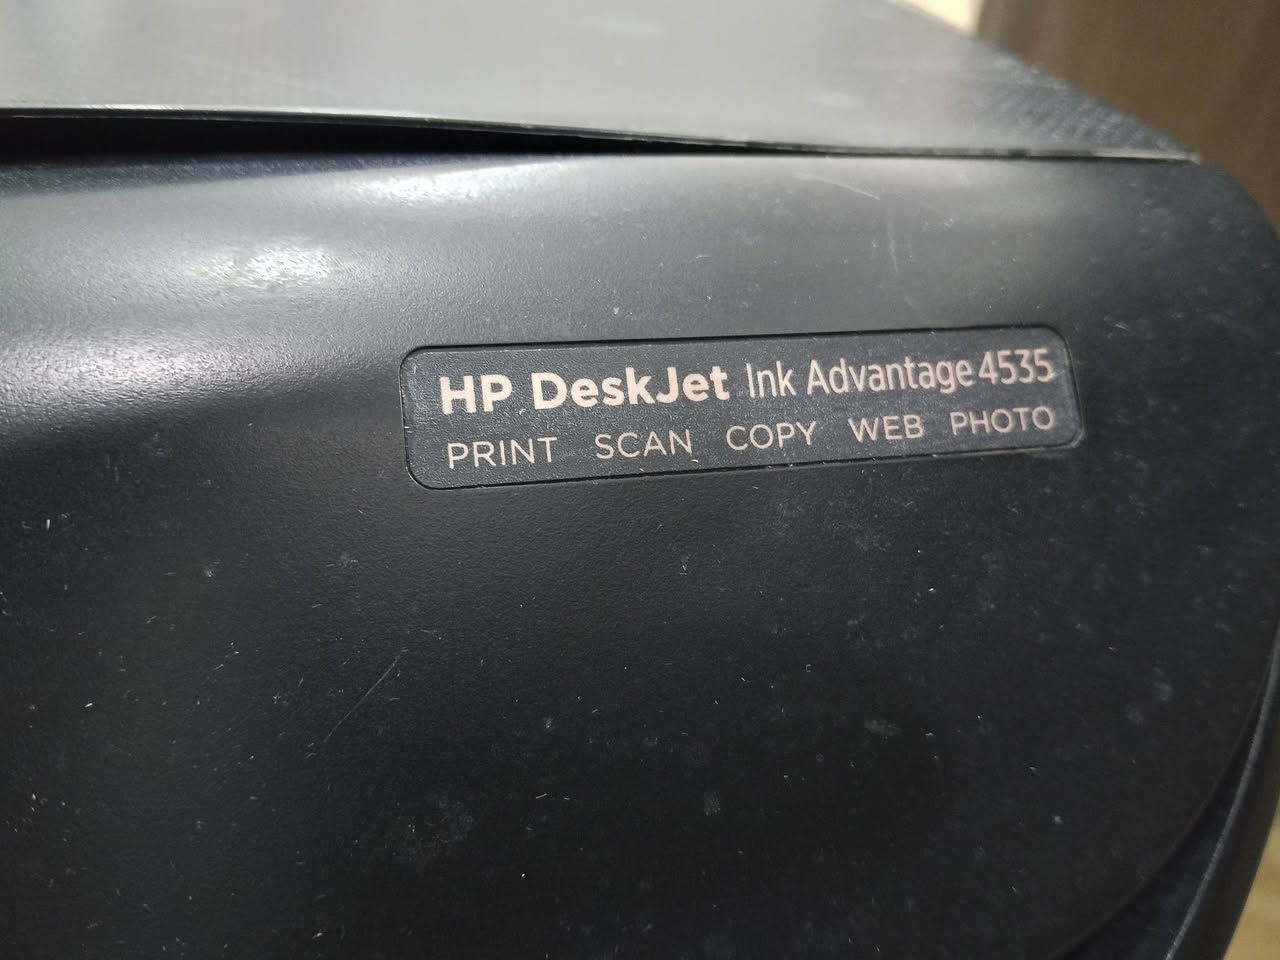 HP DeskJet Ink Advantage 4535
PRINT SCAN COPY WEB PHOTO